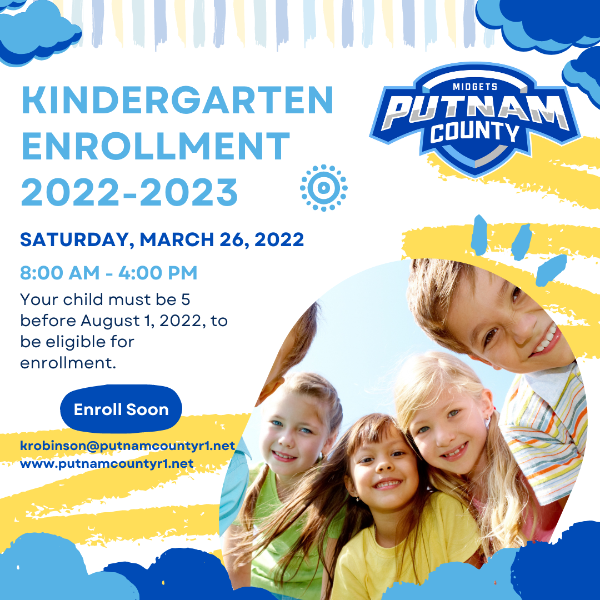 KINDERGARTEN
ENROLLMENT
2022-2023
MIDGETS
PUTNAM
COUNTY
SATURDAY, MARCH 26, 2022
8:00 AM - 4:00 PM
Your child must be 5
before August 1, 2022, to
be eligible for
enrollment.
Enroll Soon
krobinson@putnamcountyr1.net
www.putnamcountyr1.net